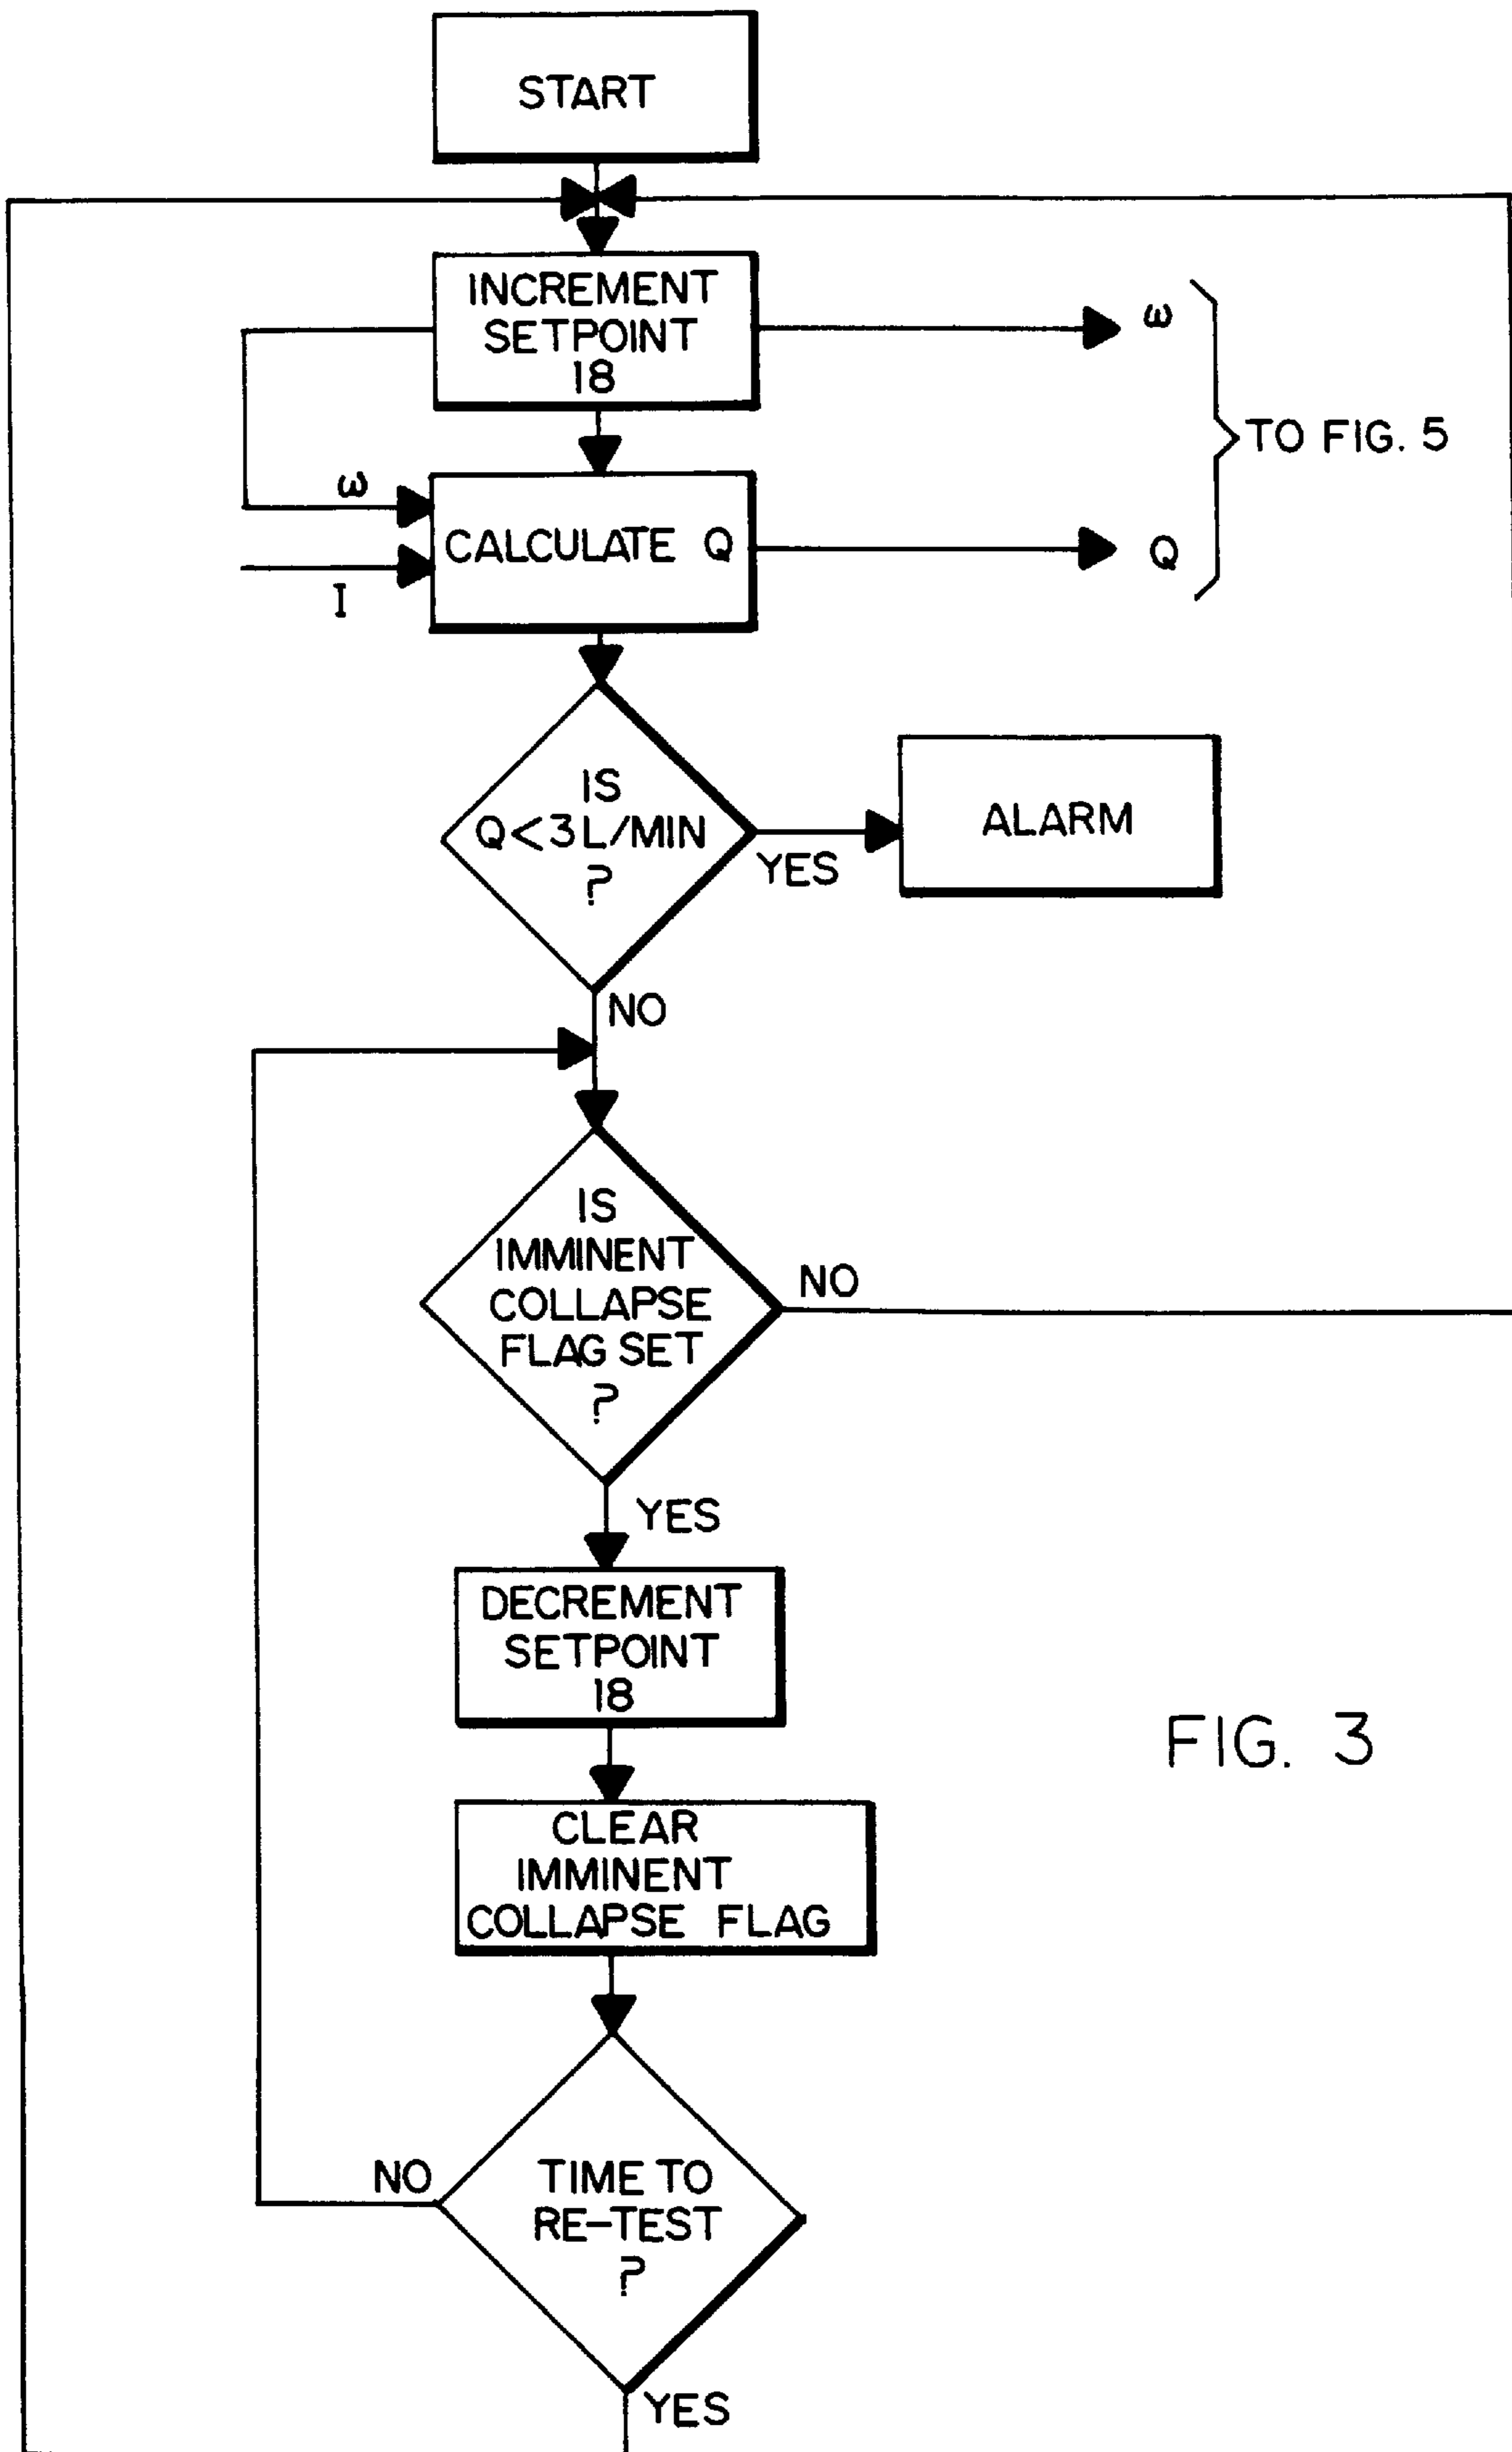 START
INCREMENT
SETPOINT
18
ω
TO FIG. 5
ω
CALCULATE Q
Q
I
IS
Q<3 L/MIN
?
YES
ALARM
NO
IS
IMMINENT
COLLAPSE
FLAG SET
?
NO
YES
DECREMENT
SETPOINT
18
FIG. 3
CLEAR
IMMINENT
COLLAPSE FLAG
NO
TIME TO
RE-TEST
?
YES